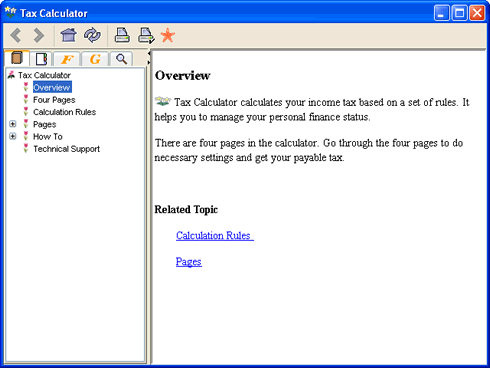 Tax Calculator
F G
Tax Calculator
Overview
Four Pages
Calculation Rules
Pages
How To
Technical Support
Overview
Tax Calculator calculates your income tax based on a set of rules. It
helps you to manage your personal finance status.
There are four pages in the calculator. Go through the four pages to do
necessary settings and get your payable tax.
Related Topic
Calculation Rules
Pages